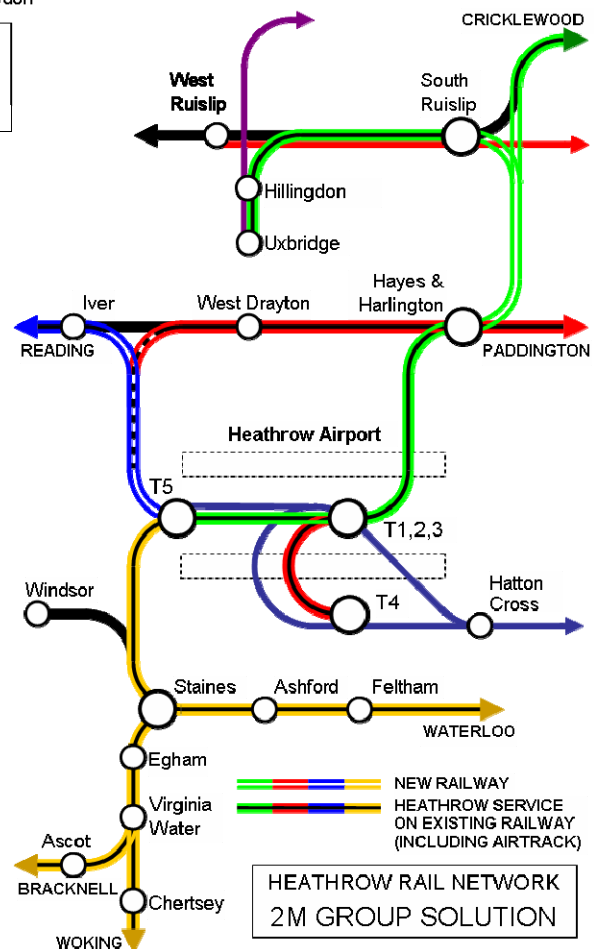 CRICKLEWOOD
West
Ruislip
South
Ruislip
Hillingdon
Uxbridge
Iver
West Drayton
Hayes &
Harlington
READING
PADDINGTON
Heathrow Airport
T5
T1,2,3
Windsor
T4
Hatton
Cross
Staines
Ashford
Feltham
WATERLOO
Egham
NEW RAILWAY
HEATHROW SERVICE
ON EXISTING RAILWAY
(INCLUDING AIRTRACK)
Virginia
Water
Ascot
BRACKNELL
Chertsey
WOKING
HEATHROW RAIL NETWORK
2M GROUP SOLUTION